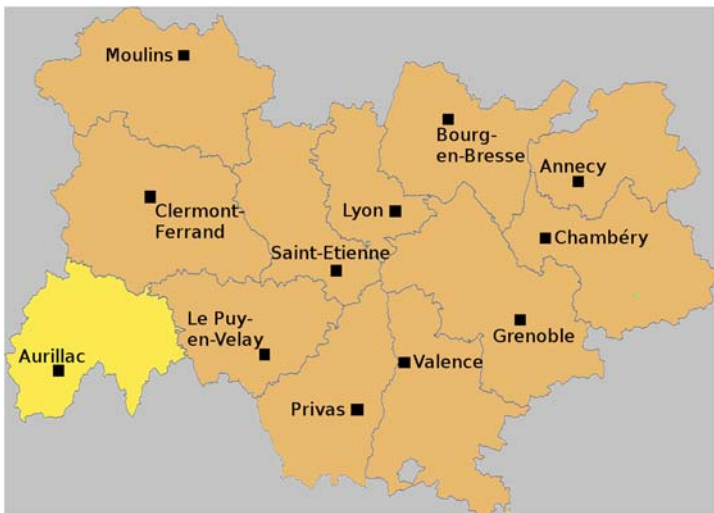 Moulins
Bourg-
en-Bresse
Annecy
Clermont-
Ferrand
Lyon
Chambéry
Saint-Etienne
Le Puy-
en-Velay
Grenoble
Aurillac
Valence
Privas